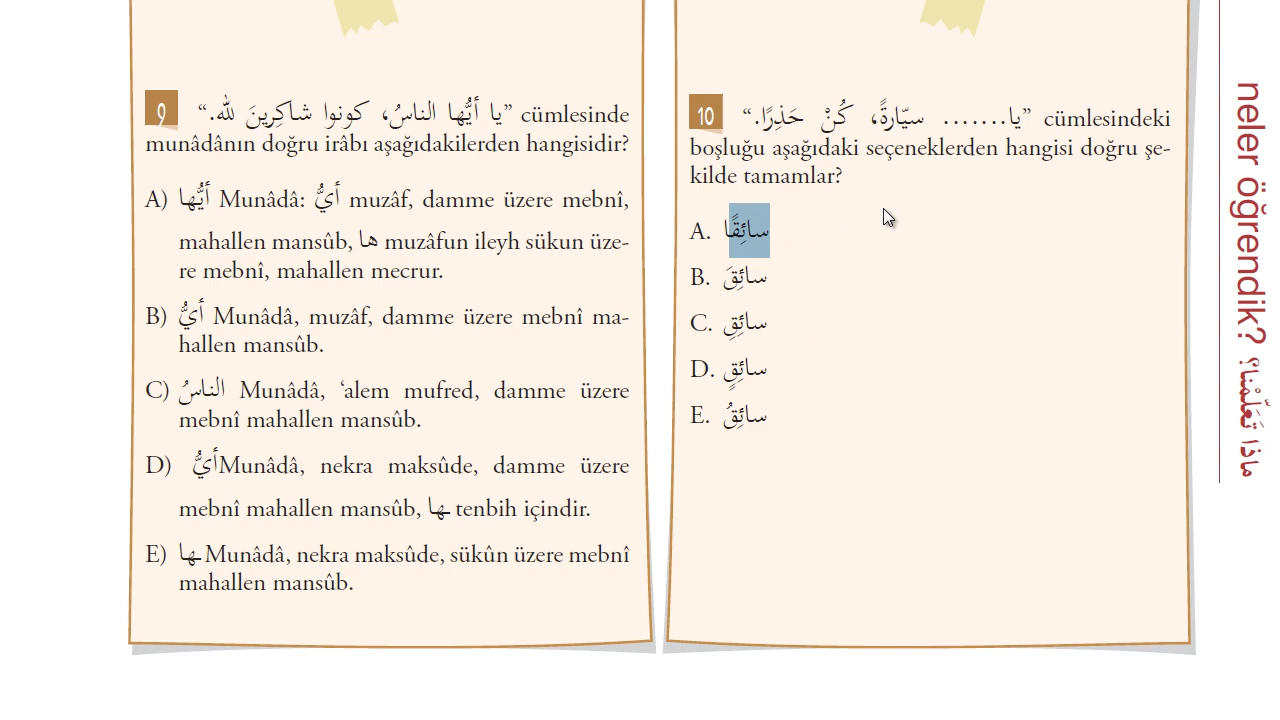 9 “يا أيُّها الناسُ، كونوا شاكِرينَ لله.” cümlesinde
munâdânın doğru irâbı aşağıdakilerden hangisidir?
A) أيُّها Munâdâ: أيُّ muzâf, damme üzere mebnî,
mahallen mansûb, ها muzâfun ileyh sükun üze-
re mebnî, mahallen mecrur.
B) أيُّ Munâdâ, muzâf, damme üzere mebnî ma-
hallen mansûb.
C) الناسُ Munâdâ, ‘alem mufred, damme üzere
mebnî mahallen mansûb.
D) أيُّ Munâdâ, nekra maksûde, damme üzere
mebnî mahallen mansûb, ـها tenbih içindir.
E) ـها Munâdâ, nekra maksûde, sükûn üzere mebnî
mahallen mansûb.
10 “يا....... سيّارةً، كُنْ حَذِرًا.” cümlesindeki
boşluğu aşağıdaki seçeneklerden hangisi doğru şe-
kilde tamamlar?
A. سائِقًا
B. سائِقَ
C. سائِقِ
D. سائِقٍ
E. سائِقُ
neler öğrendik? ماذا تَعَلَّمْنا؟